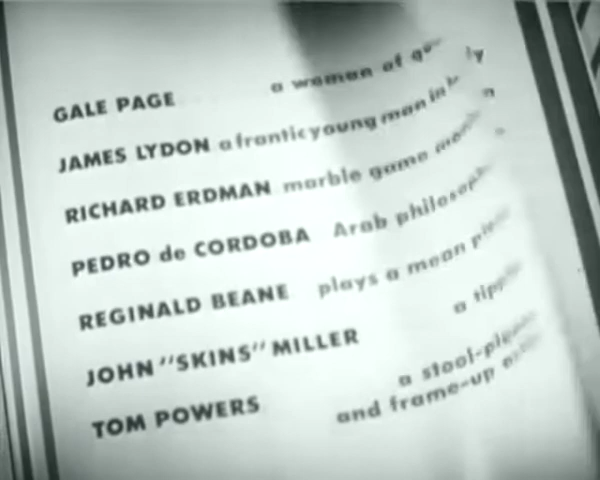 GALE PAGE a woman of
JAMES LYDON a frantic young man in
RICHARD ERDMAN marble game
PEDRO de CORDOBA Arab
REGINALD BEANE plays a mean
JOHN "SKINS" MILLER a
TOM POWERS a
and frame-up